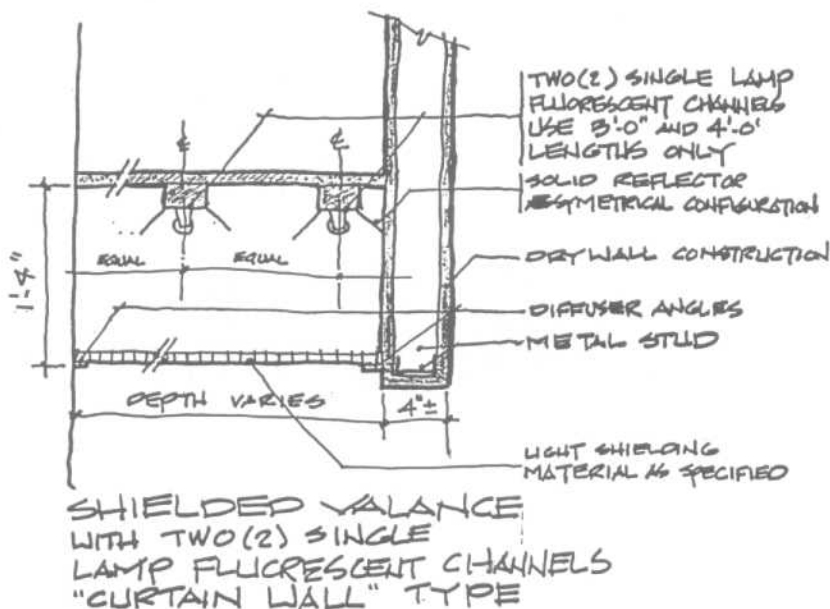 TWO(2) SINGLE LAMP
FLUORESCENT CHANNELS
USE 3'-0" AND 4'-0"
LENGTHS ONLY
SOLID REFLECTOR
ASYMETRICAL CONFIGURATION
DRYWALL CONSTRUCTION
DIFFUSER ANGLES
METAL STUD
LIGHT SHIELDING
MATERIAL AS SPECIFIED
℄
℄
EQUAL
EQUAL
1'-4"
DEPTH VARIES
4"±
SHIELDED VALANCE
WITH TWO(2) SINGLE
LAMP FLUORESCENT CHANNELS
"CURTAIN WALL" TYPE